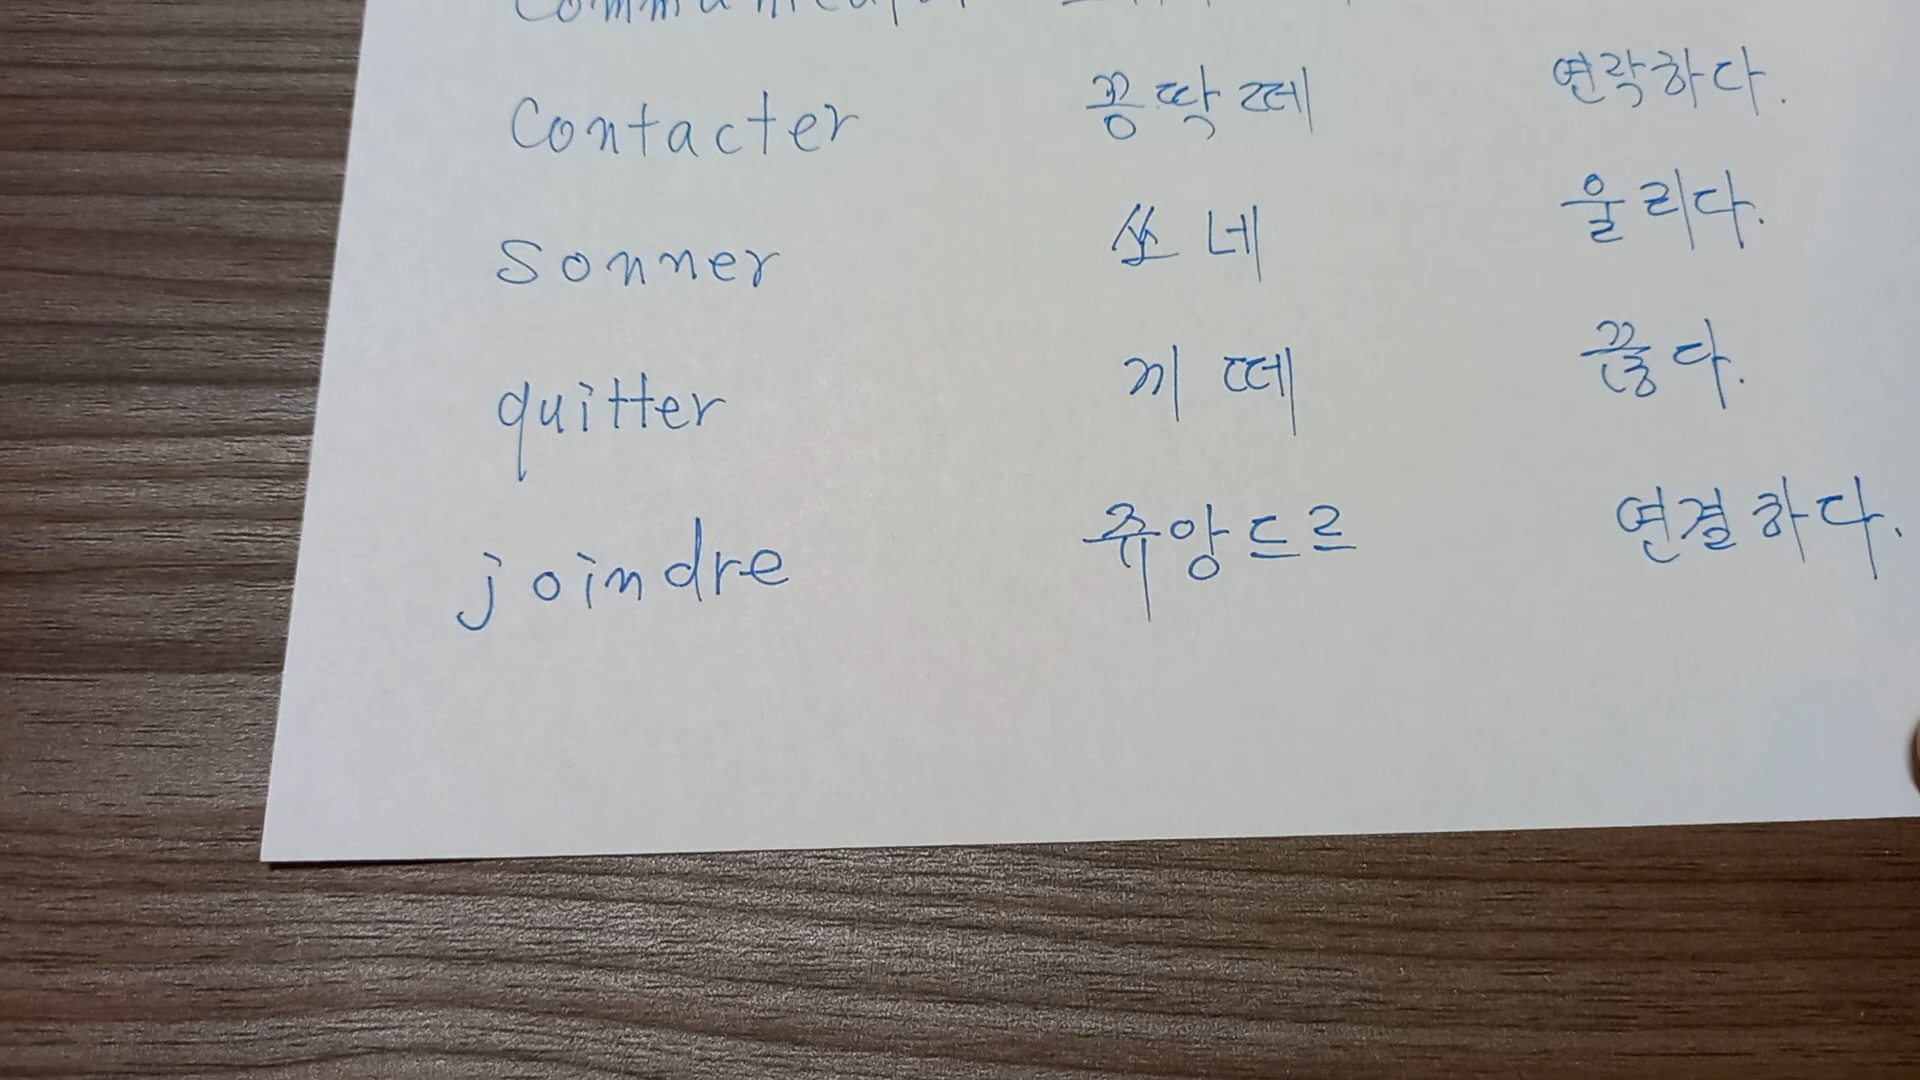 Contacter 꽁딱떼 연락하다.
Sonner 쏘네 울리다.
quitter 끼떼 끊다.
joindre 쥬앙드르 연결하다.